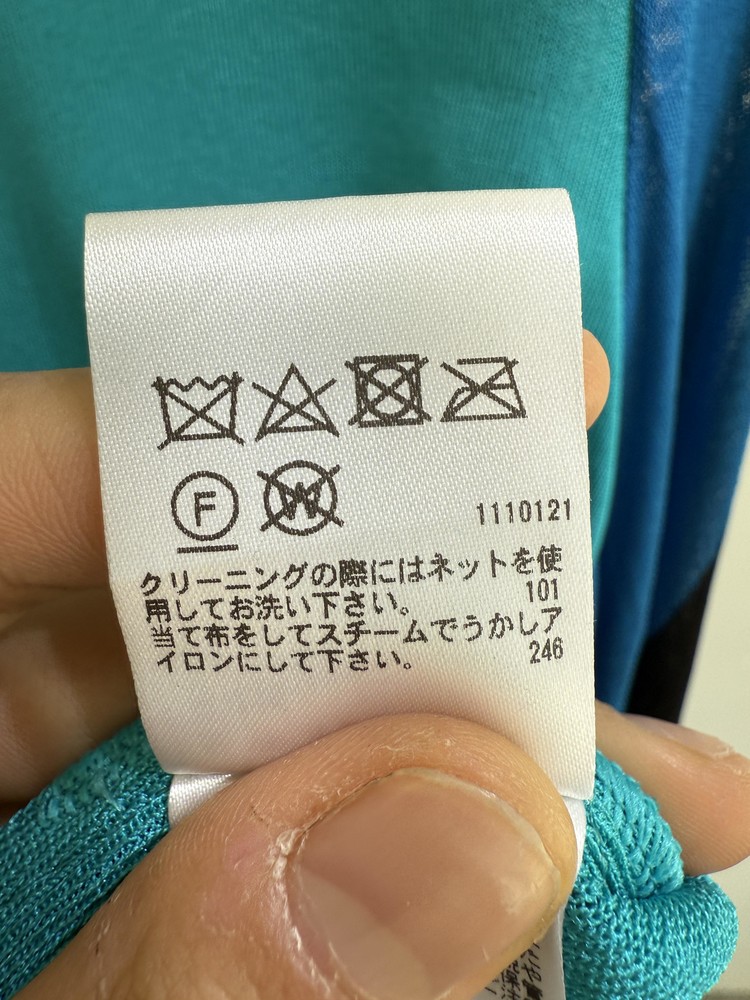 F W
1110121
クリーニングの際にはネットを使
用してお洗い下さい。 101
当て布をしてスチームでうかしア
イロンにして下さい。 246